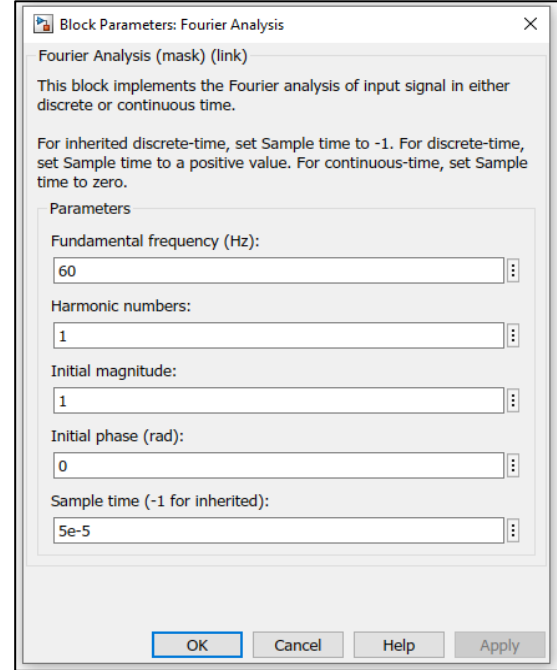 Block Parameters: Fourier Analysis
Fourier Analysis (mask) (link)
This block implements the Fourier analysis of input signal in either
discrete or continuous time.
For inherited discrete-time, set Sample time to -1. For discrete-time,
set Sample time to a positive value. For continuous-time, set Sample
time to zero.
Parameters
Fundamental frequency (Hz):
60
Harmonic numbers:
1
Initial magnitude:
1
Initial phase (rad):
0
Sample time (-1 for inherited):
5e-5
OK Cancel Help Apply